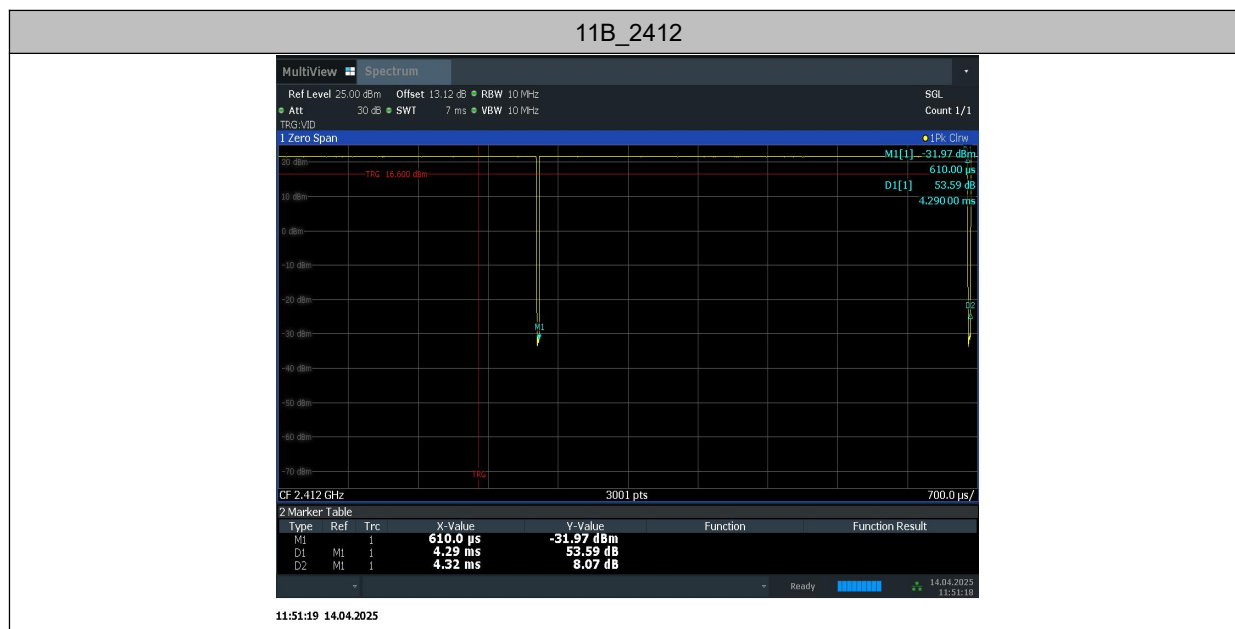 11B_2412
MultiView Spectrum
Ref Level 25.00 dBm Offset 13.12 dB RBW 10 MHz SGL
Att 30 dB SWT 7 ms VBW 10 MHz Count 1/1
TRG:VID
1 Zero Span 1Pk Clrw
M1[1] -31.97 dBm
20 dBm
610.00 µs
TRG 16.600 dBm
D1[1] 53.59 dB
10 dBm
4.29000 ms
0 dBm
-10 dBm
-20 dBm
D2
M1
-30 dBm
-40 dBm
-50 dBm
-60 dBm
-70 dBm
TRG
CF 2.412 GHz 3001 pts 700.0 µs/
2 Marker Table
Type Ref Trc X-Value Y-Value Function Function Result
M1 1 610.0 µs -31.97 dBm
D1 M1 1 4.29 ms 53.59 dB
D2 M1 1 4.32 ms 8.07 dB
Ready 14.04.2025
11:51:18
11:51:19 14.04.2025